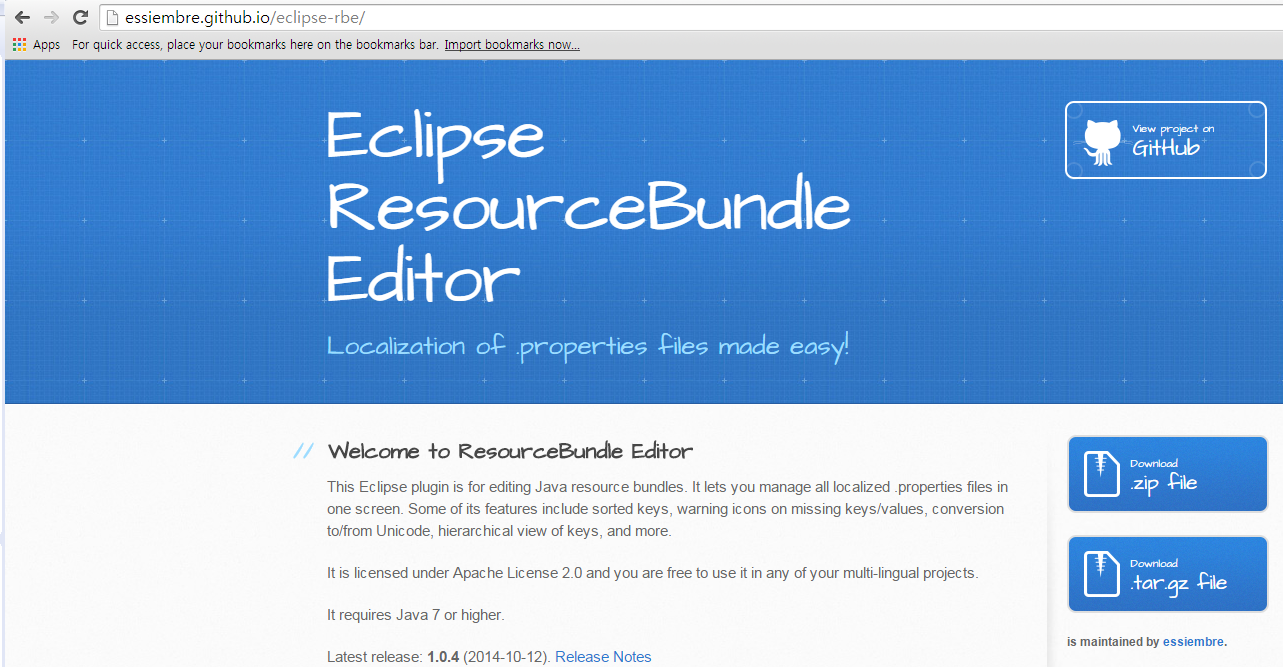 essiembre.github.io/eclipse-rbe/
Apps For quick access, place your bookmarks here on the bookmarks bar. Import bookmarks now...
Eclipse
ResourceBundle
Editor
Localization of .properties files made easy!
View project on
GitHub
// Welcome to ResourceBundle Editor
This Eclipse plugin is for editing Java resource bundles. It lets you manage all localized .properties files in
one screen. Some of its features include sorted keys, warning icons on missing keys/values, conversion
to/from Unicode, hierarchical view of keys, and more.
It is licensed under Apache License 2.0 and you are free to use it in any of your multi-lingual projects.
It requires Java 7 or higher.
Latest release: 1.0.4 (2014-10-12). Release Notes
Download
.zip file
Download
.tar.gz file
is maintained by essiembre.